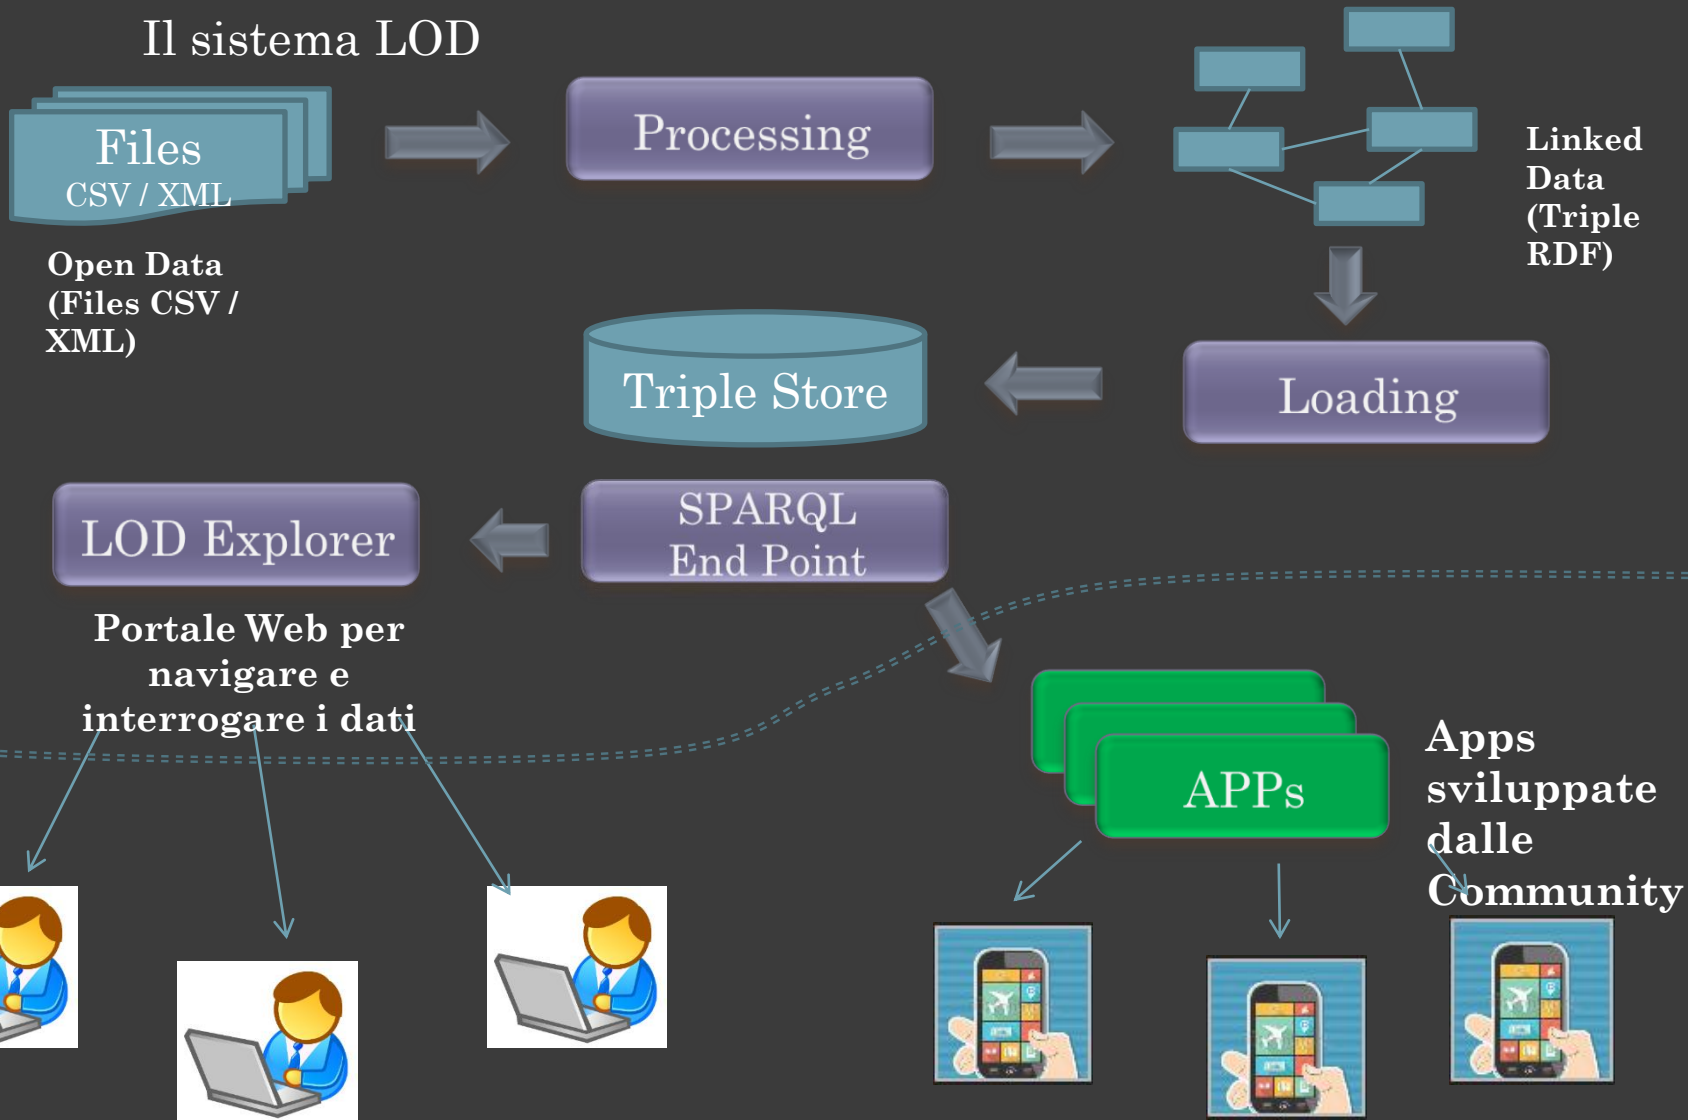 Il sistema LOD
Files
CSV / XML
Open Data
(Files CSV /
XML)
Processing
Linked
Data
(Triple
RDF)
Triple Store
Loading
LOD Explorer
SPARQL
End Point
Portale Web per
navigare e
interrogare i dati
APPs
Apps
sviluppate
dalle
Community